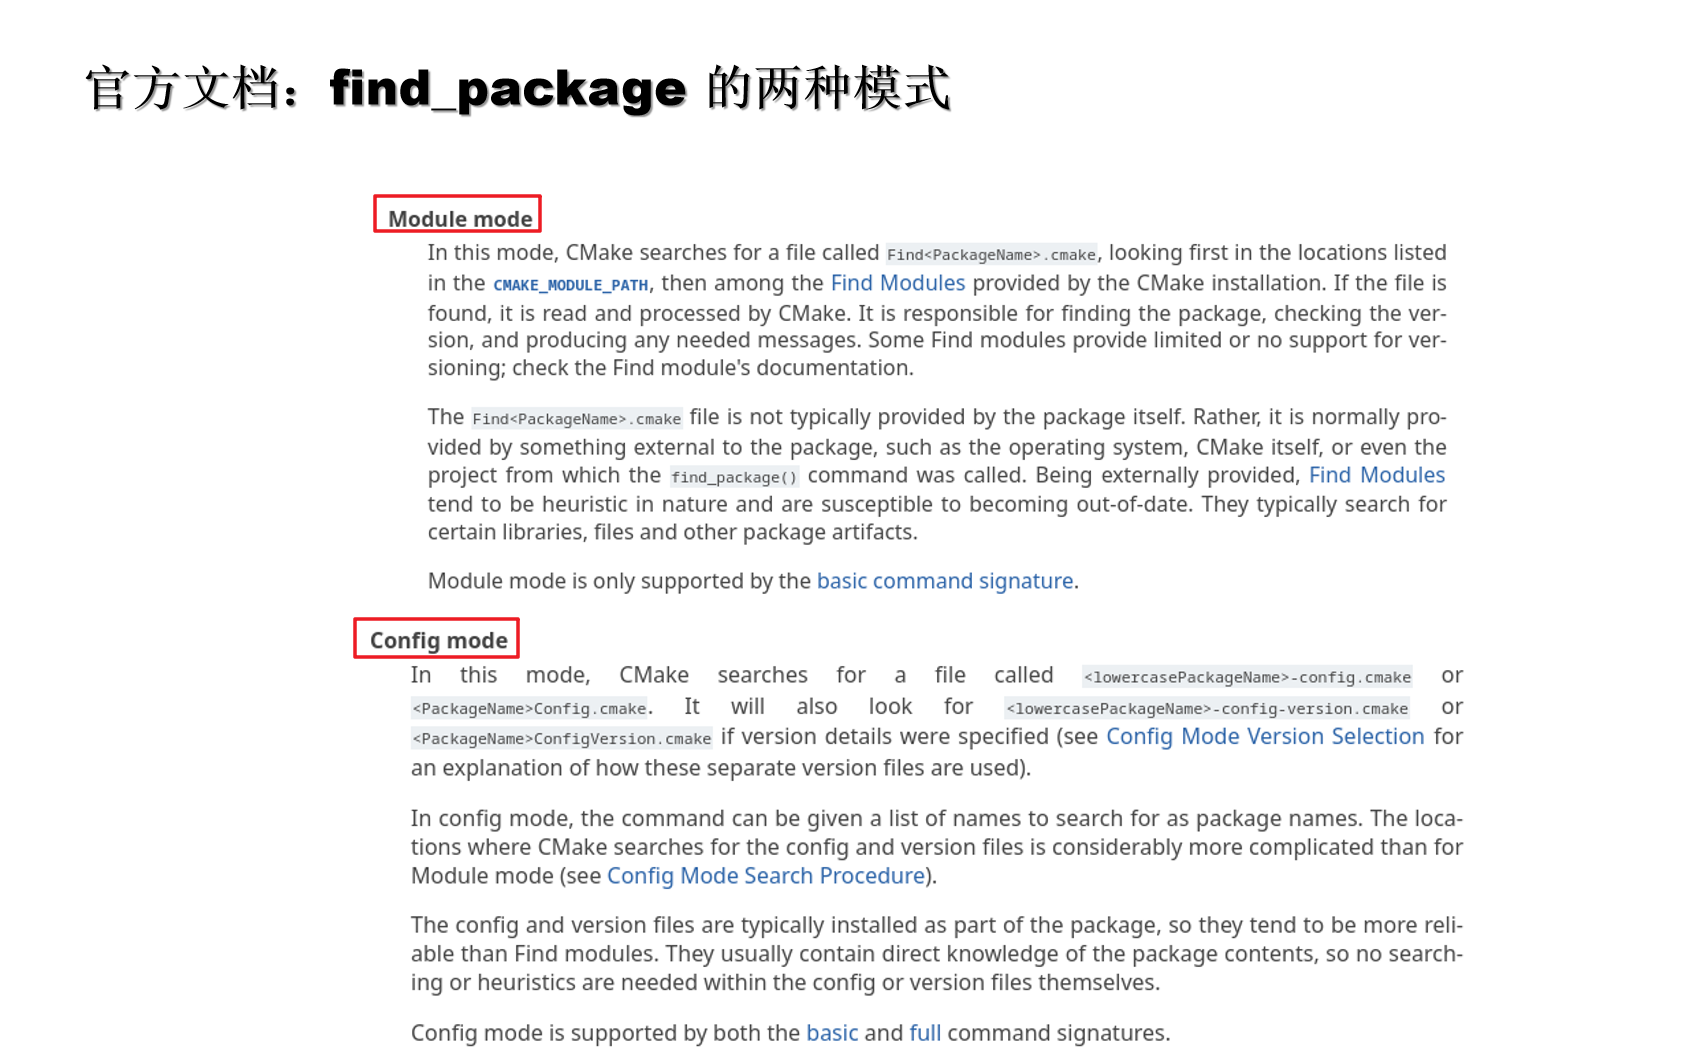 官方文档：find_package 的两种模式
Module mode
In this mode, CMake searches for a file called Find<PackageName>.cmake, looking first in the locations listed
in the CMAKE_MODULE_PATH, then among the Find Modules provided by the CMake installation. If the file is
found, it is read and processed by CMake. It is responsible for finding the package, checking the ver-
sion, and producing any needed messages. Some Find modules provide limited or no support for ver-
sioning; check the Find module's documentation.
The Find<PackageName>.cmake file is not typically provided by the package itself. Rather, it is normally pro-
vided by something external to the package, such as the operating system, CMake itself, or even the
project from which the find_package() command was called. Being externally provided, Find Modules
tend to be heuristic in nature and are susceptible to becoming out-of-date. They typically search for
certain libraries, files and other package artifacts.
Module mode is only supported by the basic command signature.
Config mode
In this mode, CMake searches for a file called <lowercasePackageName>-config.cmake or
<PackageName>Config.cmake. It will also look for <lowercasePackageName>-config-version.cmake or
<PackageName>ConfigVersion.cmake if version details were specified (see Config Mode Version Selection for
an explanation of how these separate version files are used).
In config mode, the command can be given a list of names to search for as package names. The loca-
tions where CMake searches for the config and version files is considerably more complicated than for
Module mode (see Config Mode Search Procedure).
The config and version files are typically installed as part of the package, so they tend to be more reli-
able than Find modules. They usually contain direct knowledge of the package contents, so no search-
ing or heuristics are needed within the config or version files themselves.
Config mode is supported by both the basic and full command signatures.